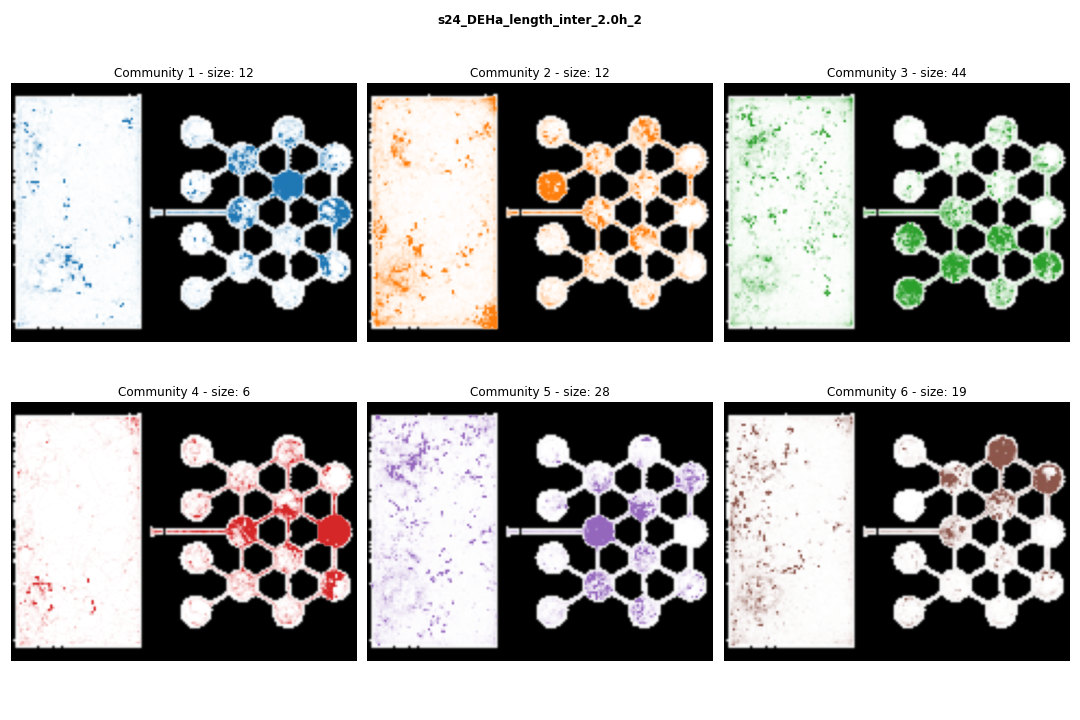 s24_DEHa_length_inter_2.0h_2
Community 1 - size: 12
Community 2 - size: 12
Community 3 - size: 44
Community 4 - size: 6
Community 5 - size: 28
Community 6 - size: 19